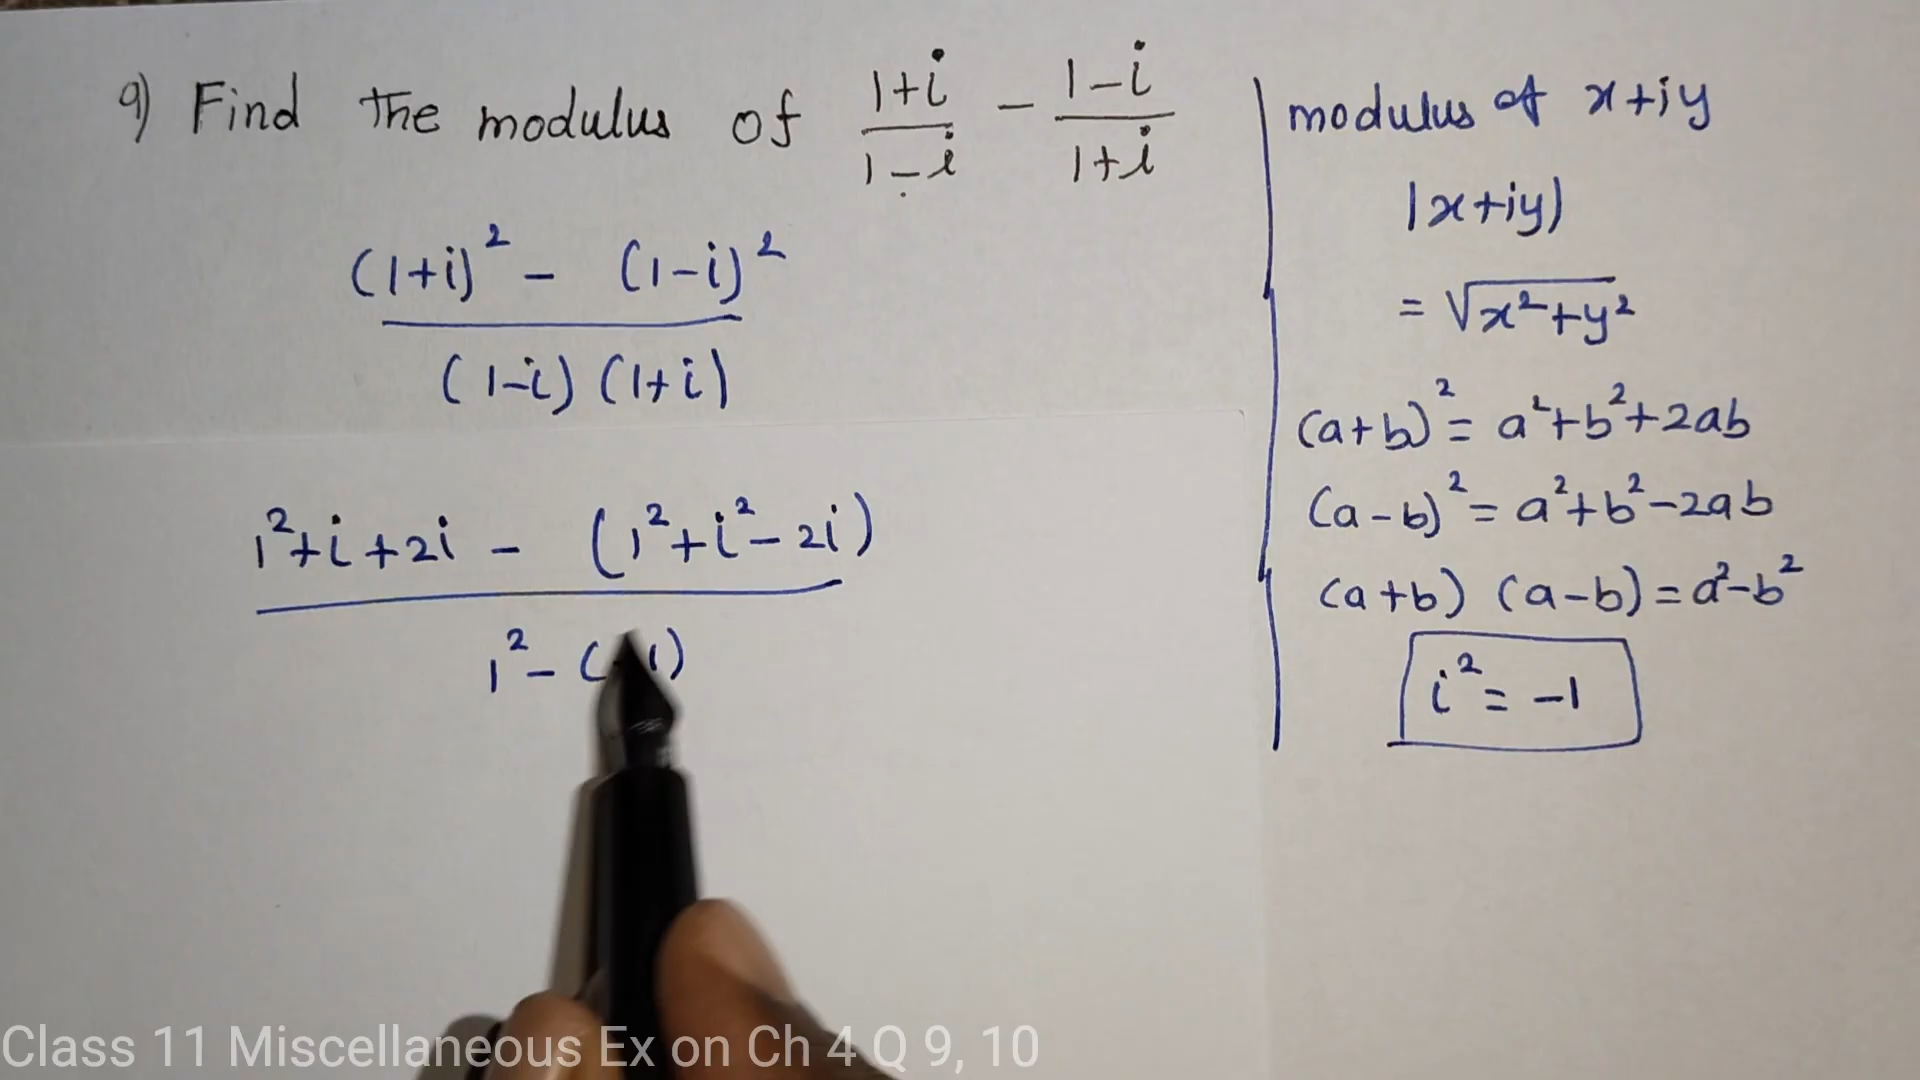 9) Find the modulus of (1+i)/(1-i) - (1-i)/(1+i)
((1+i)² - (1-i)²)/((1-i)(1+i))
(1²+i+2i - (1²+i²-2i))/(1²-( 1))
modulus of x+iy
|x+iy)
= √x²+y²
(a+b)² = a²+b²+2ab
(a-b)² = a²+b²-2ab
(a+b) (a-b) = a²-b²
i² = -1
Class 11 Miscellaneous Ex on Ch 4 Q 9, 10